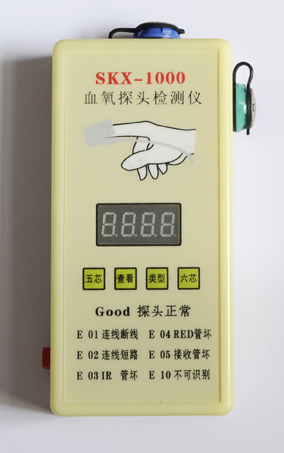 SKX-1000
血氧探头检测仪
8.8.8.8.
五芯 查看 类型 六芯
Good 探头正常
E 01 连线断线 E 04 RED管坏
E 02 连线短路 E 05 接收管坏
E 03 IR 管坏 E 10 不可识别